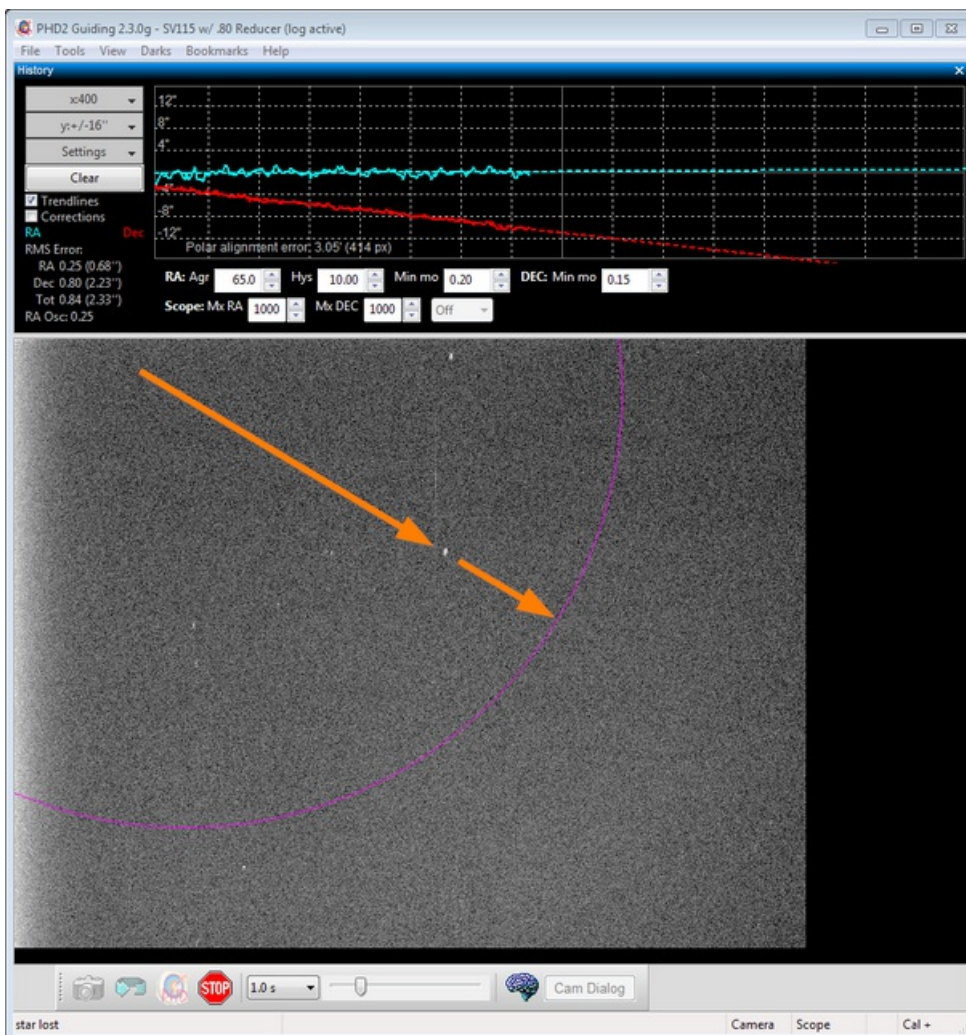 PHD2 Guiding 2.3.0g - SV115 w/ .80 Reducer (log active)
File Tools View Darks Bookmarks Help
History
x:400
y:+/-16"
Settings
Clear
Trendlines
Corrections
RA Dec
RMS Error:
RA 0.25 (0.68")
Dec 0.80 (2.23")
Tot 0.84 (2.33")
RA Osc: 0.25
12"
8"
4"
-4"
-8"
-12"
Polar alignment error: 3.05' (414 px)
RA: Agr 65.0 Hys 10.00 Min mo 0.20 DEC: Min mo 0.15
Scope: Mx RA 1000 Mx DEC 1000 Off
STOP 1.0 s Cam Dialog
star lost Camera Scope Cal +